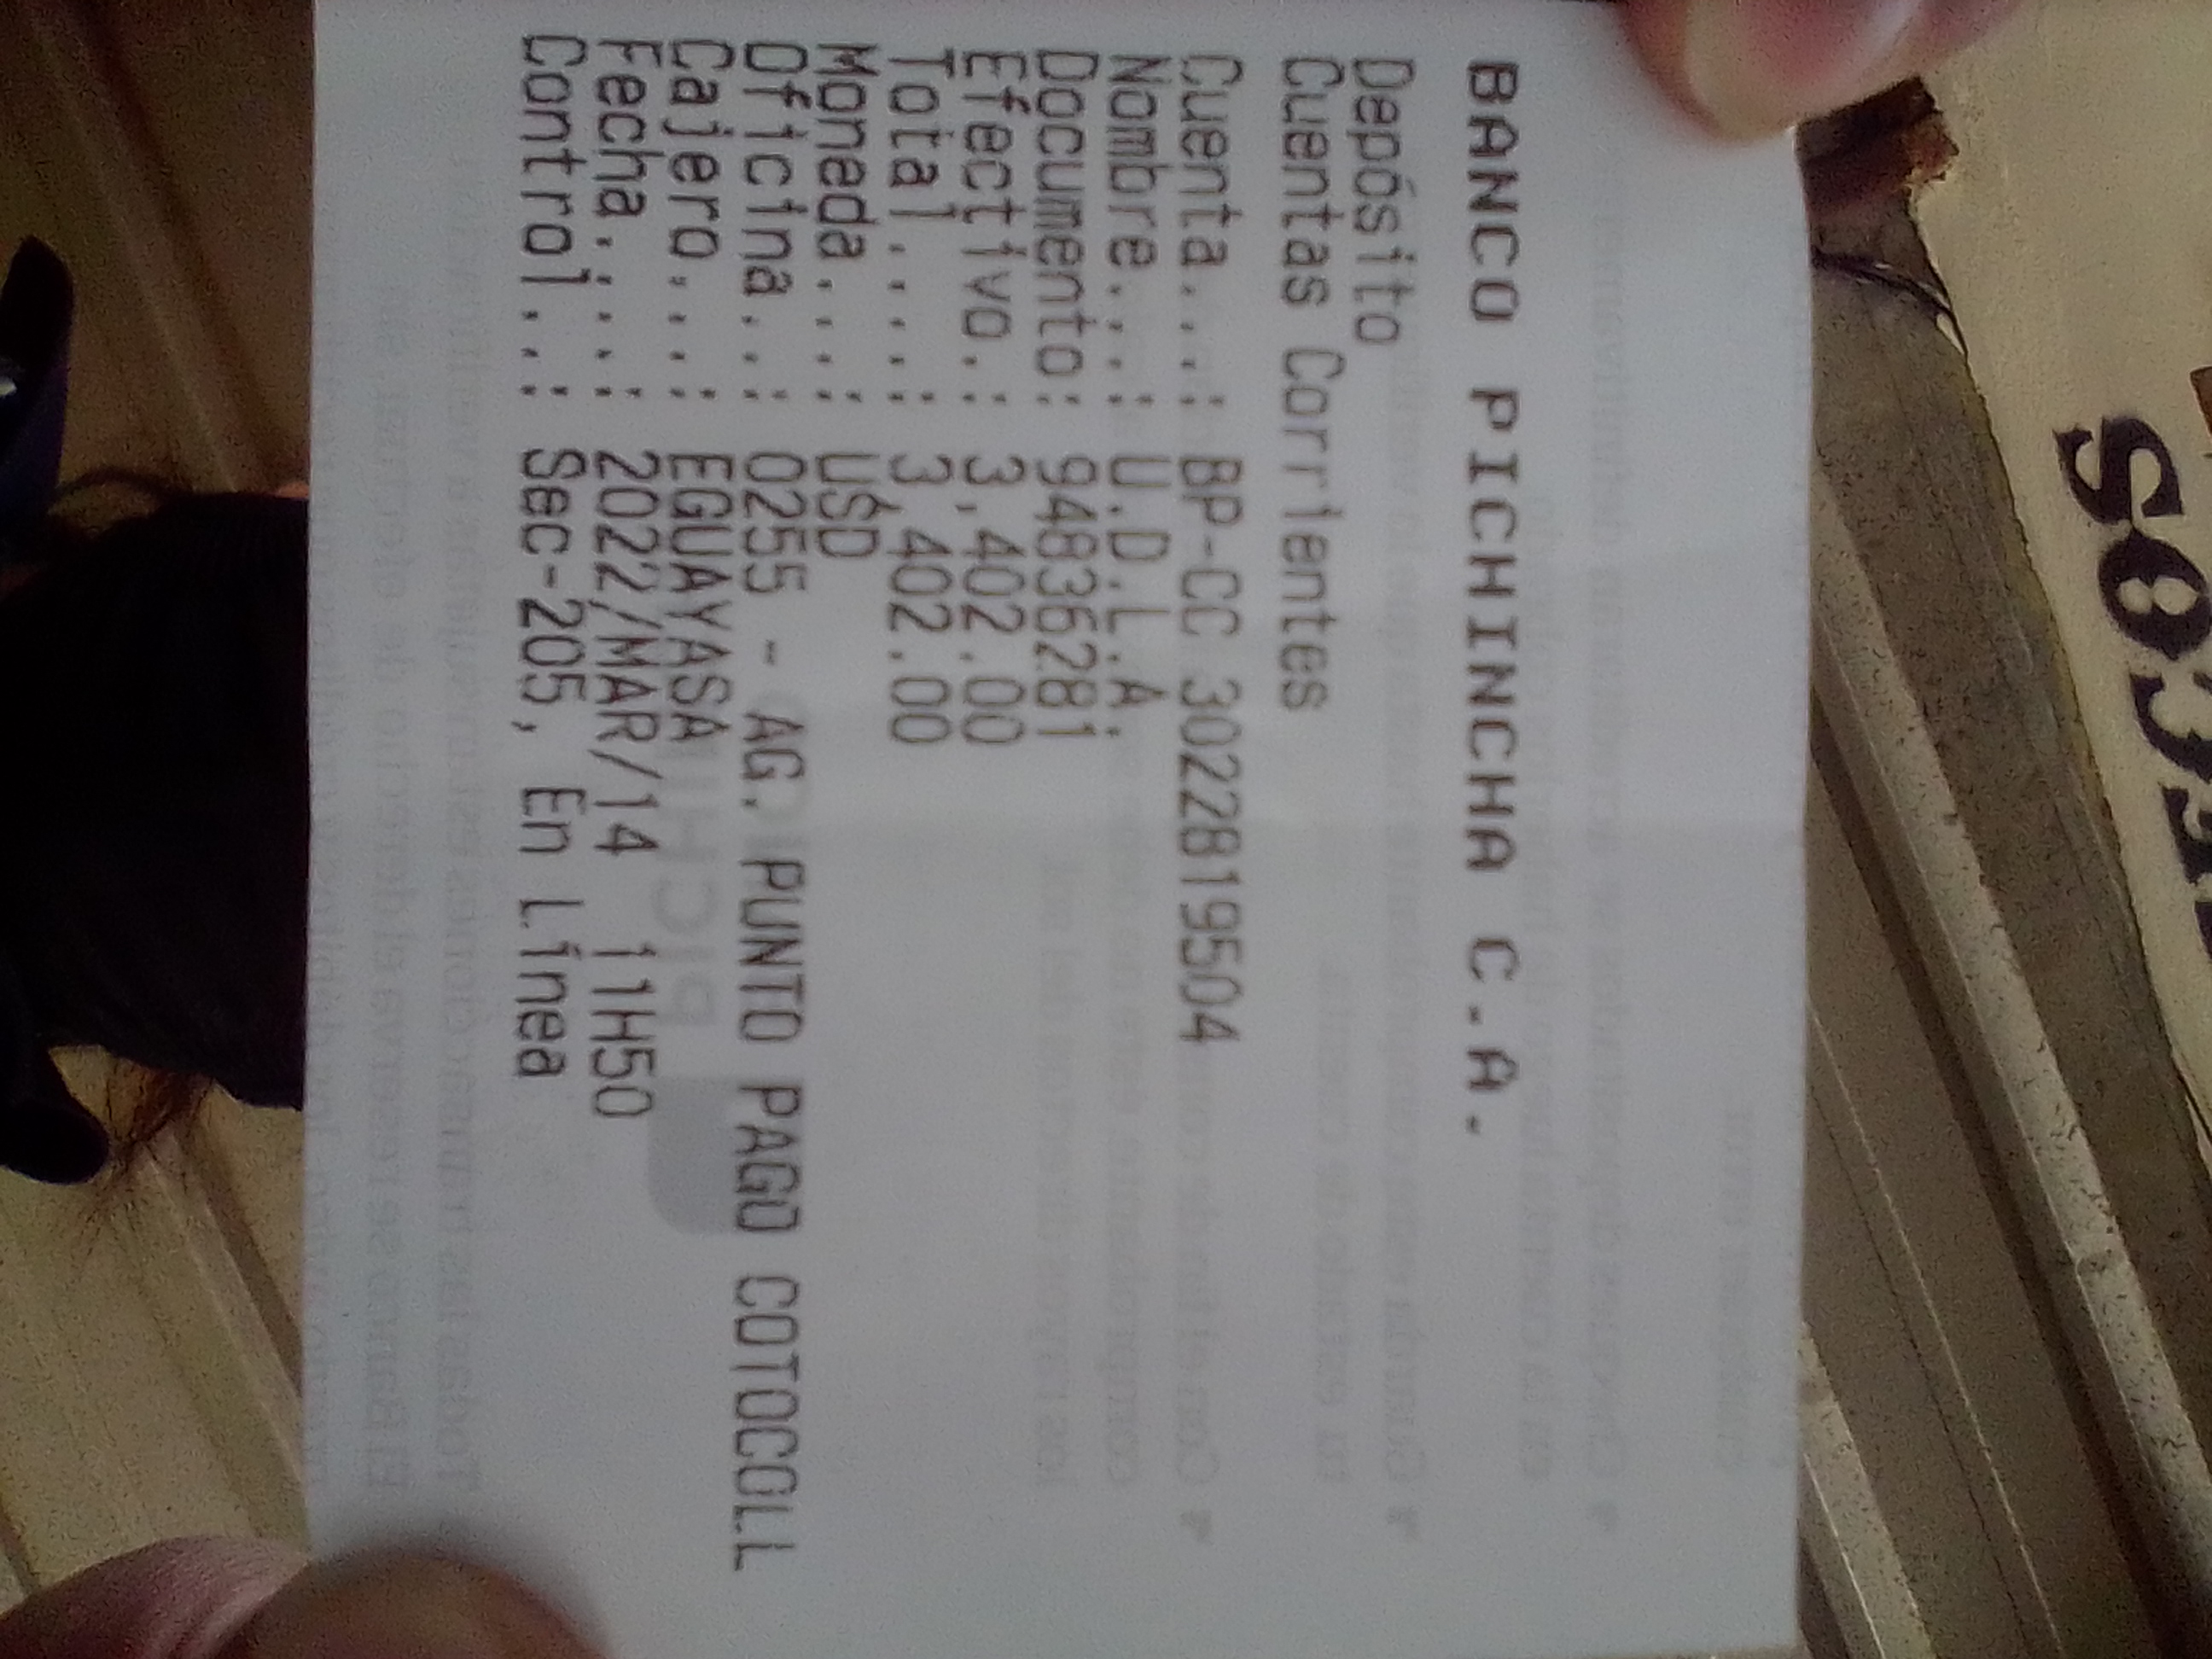 BANCO PICHINCHA C.A.
Depósito
Cuentas Corrientes
Cuenta...: BP-CC 3022819504
Nombre...: U.D.L.A.
Documento: 948366281
Efectivo.: 3,402.00
Total....: 3,402.00
Moneda...: USD
Oficina..: 0255 - AG. PUNTO PAGO COTOCOLL
Cajero...: EGUAYASA
Fecha....: 2022/MAR/14 11H50
Control..: Sec-205, En Línea